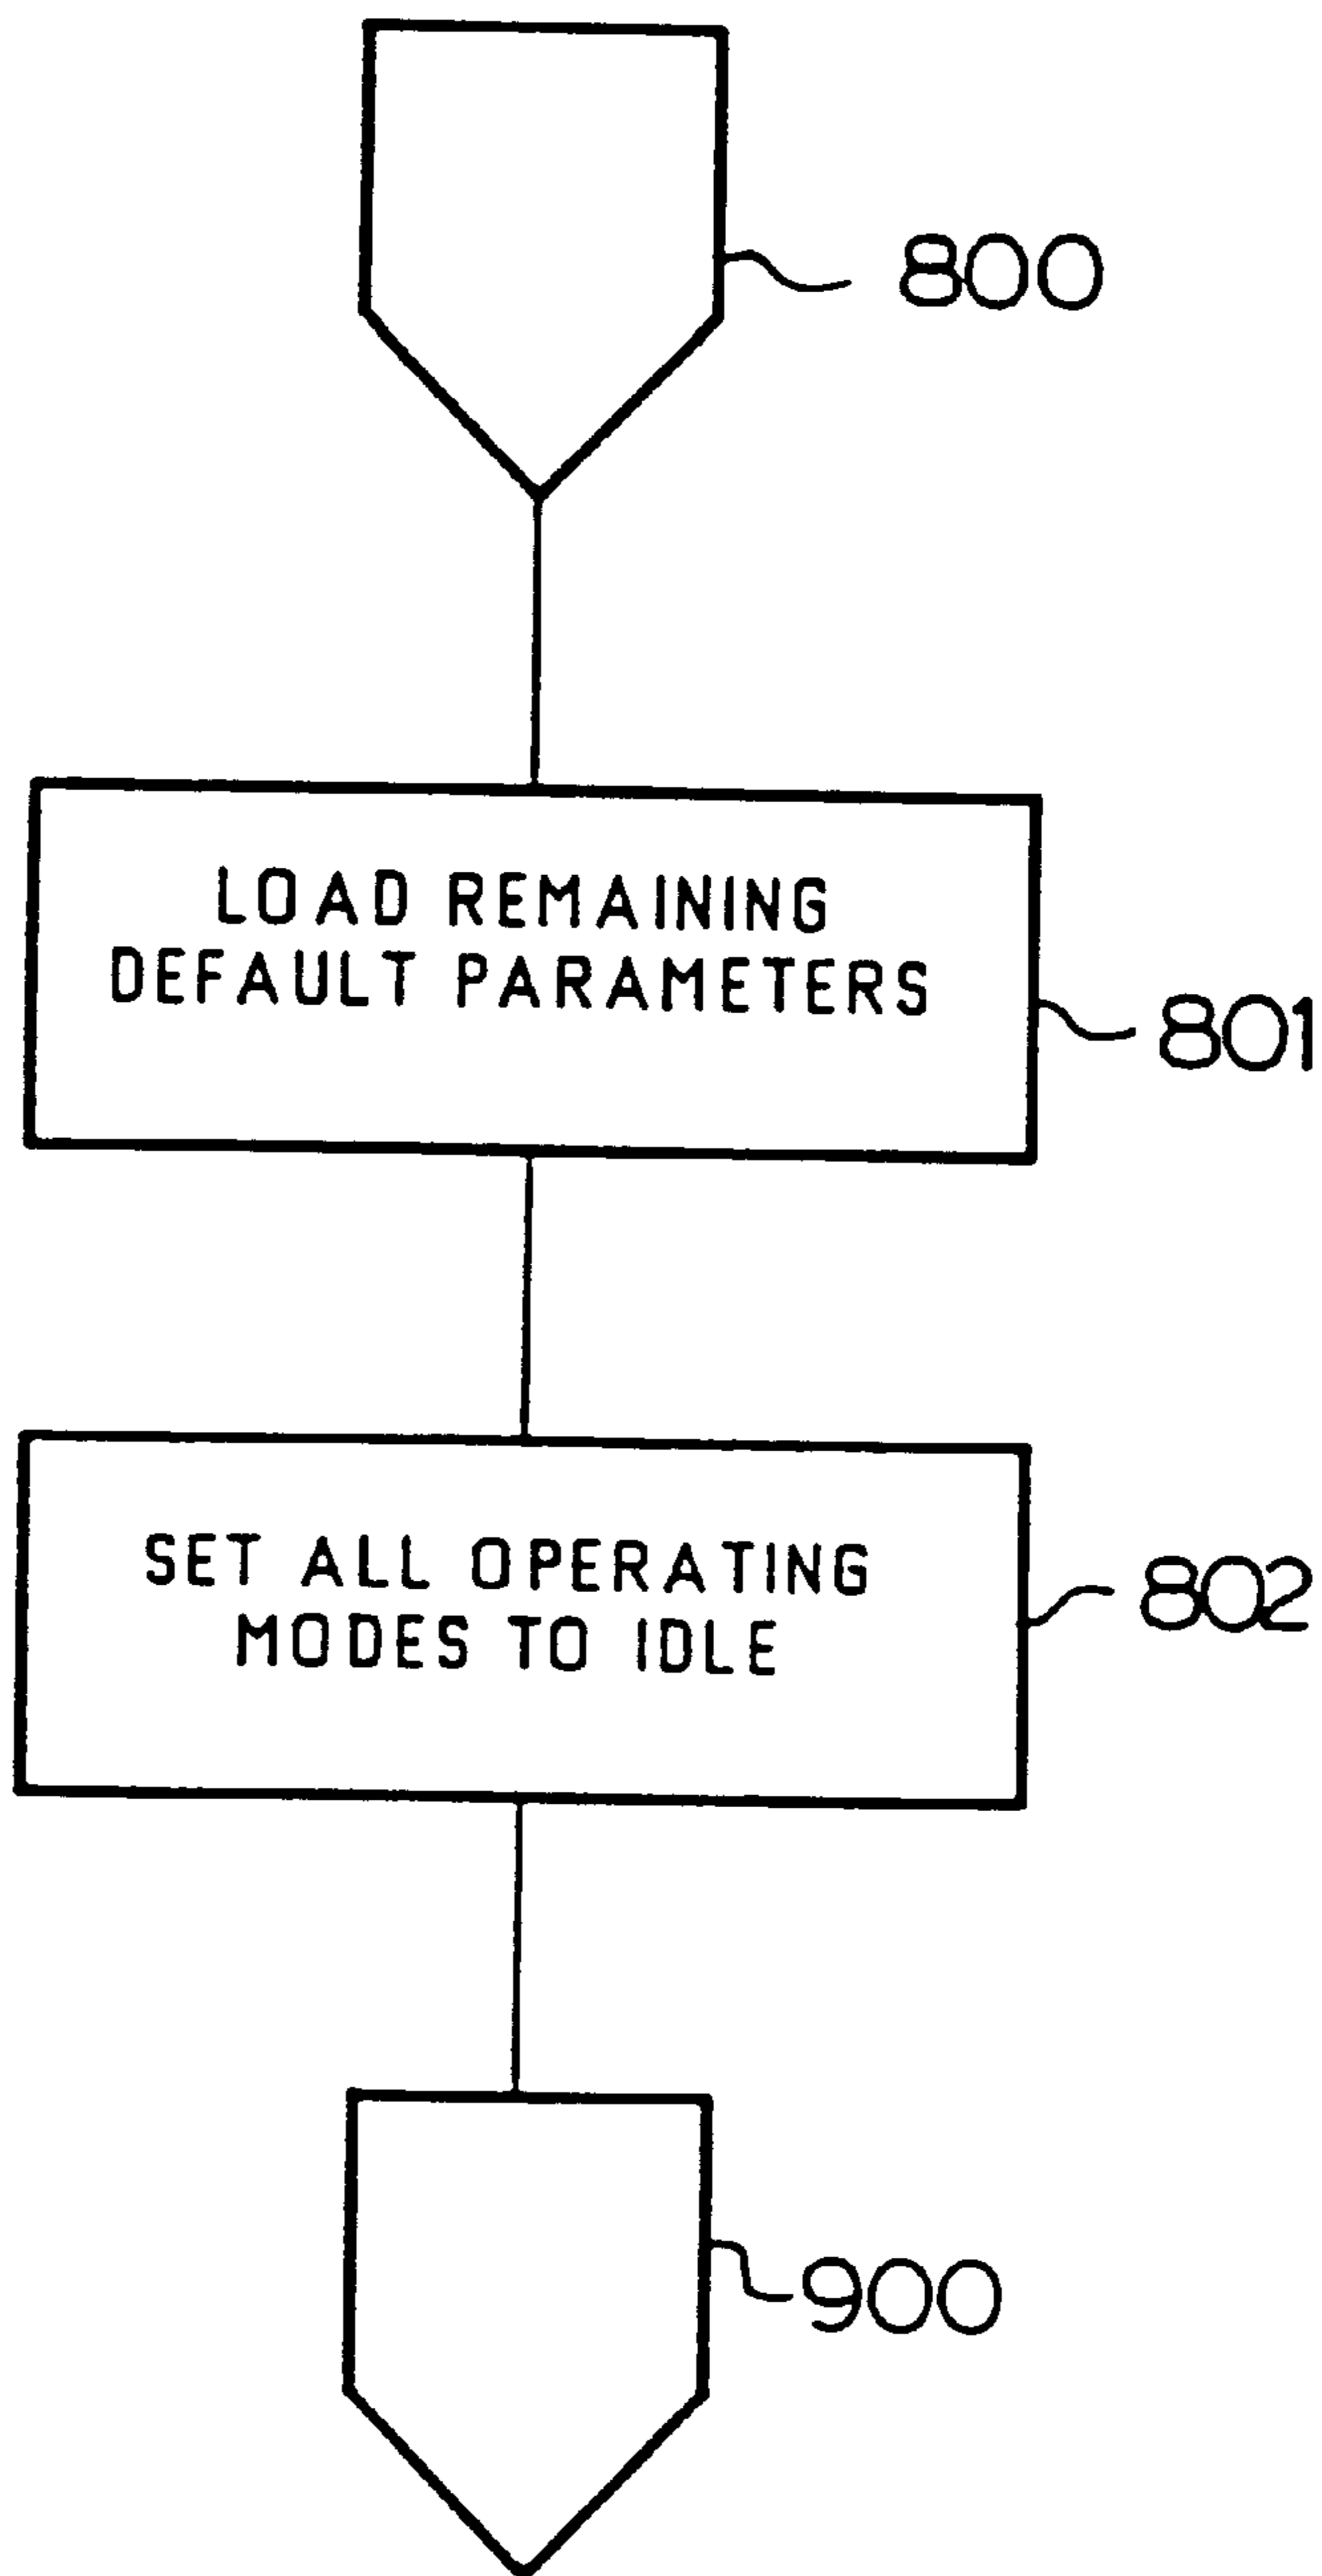 800
LOAD REMAINING
DEFAULT PARAMETERS
801
SET ALL OPERATING
MODES TO IDLE
802
900